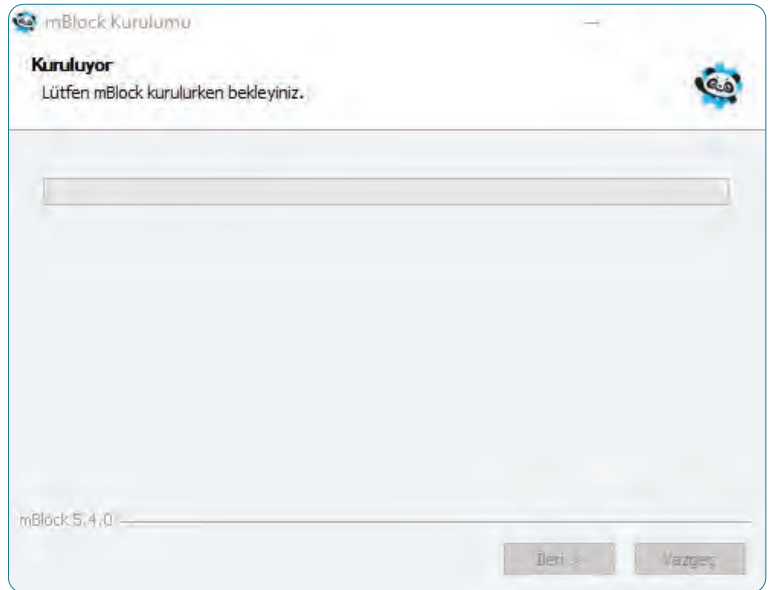 mBlock Kurulumu
Kuruluyor
Lütfen mBlock kurulurken bekleyiniz.
mBlock 5.4.0
İleri >
Vazgeç